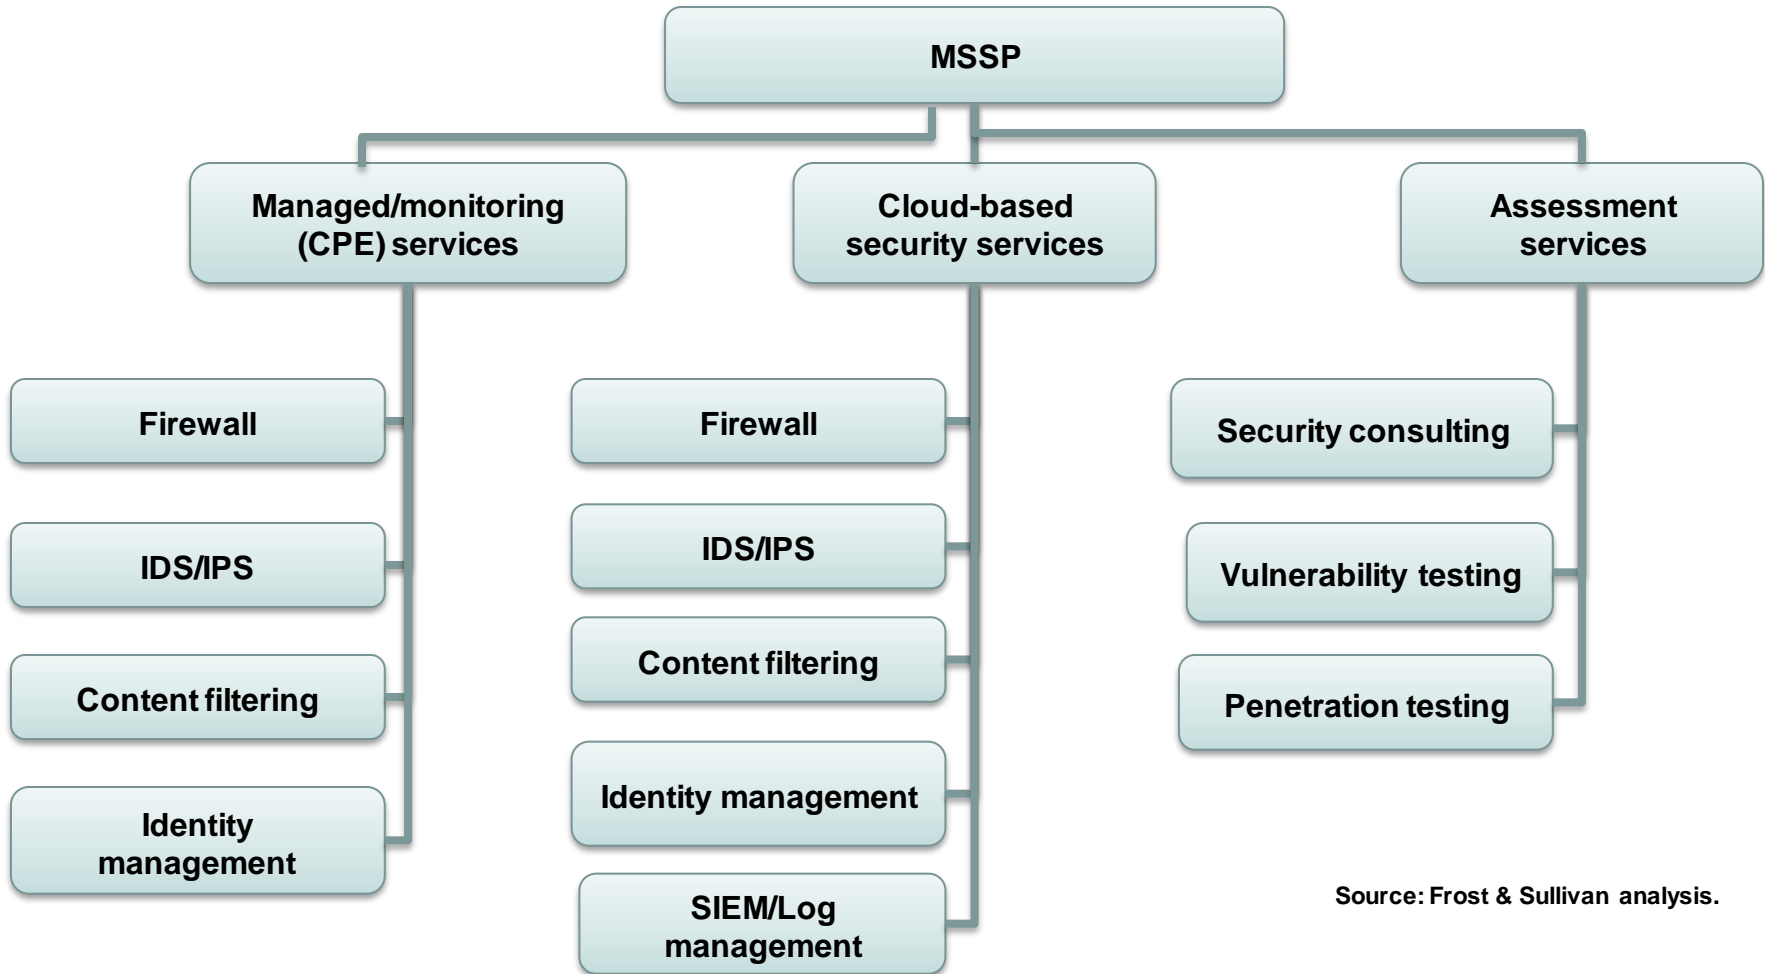 MSSP
Managed/monitoring
(CPE) services
Cloud-based
security services
Assessment
services
Firewall
IDS/IPS
Content filtering
Identity
management
Firewall
IDS/IPS
Content filtering
Identity management
SIEM/Log
management
Security consulting
Vulnerability testing
Penetration testing
Source: Frost & Sullivan analysis.